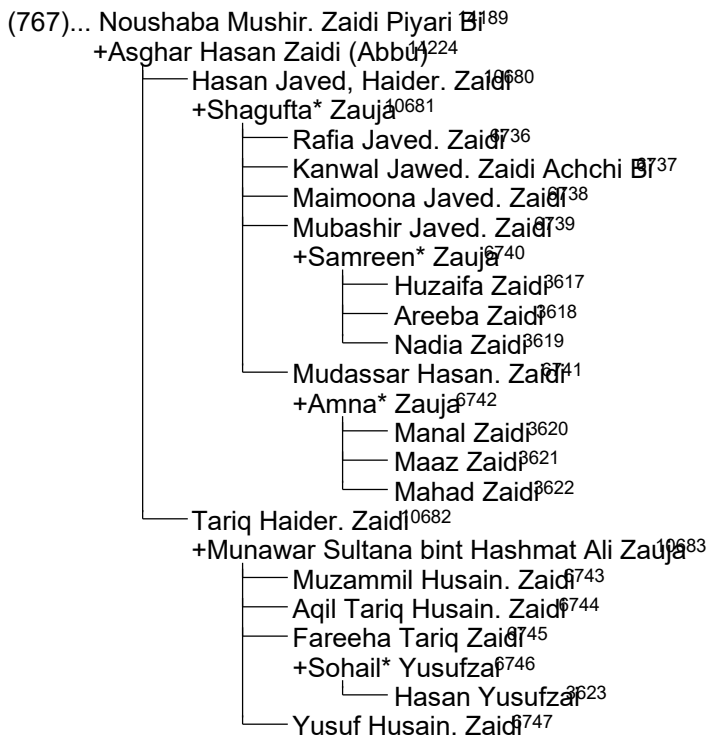 (767)... Noushaba Mushir. Zaidi Piyari Bi14189
+Asghar Hasan Zaidi (Abbu)14224
Hasan Javed, Haider. Zaidi10680
+Shagufta* Zauja10681
Rafia Javed. Zaidi6736
Kanwal Jawed. Zaidi Achchi Bi6737
Maimoona Javed. Zaidi6738
Mubashir Javed. Zaidi6739
+Samreen* Zauja6740
Huzaifa Zaidi3617
Areeba Zaidi3618
Nadia Zaidi3619
Mudassar Hasan. Zaidi6741
+Amna* Zauja6742
Manal Zaidi3620
Maaz Zaidi3621
Mahad Zaidi3622
Tariq Haider. Zaidi10682
+Munawar Sultana bint Hashmat Ali Zauja10683
Muzammil Husain. Zaidi6743
Aqil Tariq Husain. Zaidi6744
Fareeha Tariq Zaidi6745
+Sohail* Yusufzai6746
Hasan Yusufzai3623
Yusuf Husain. Zaidi6747